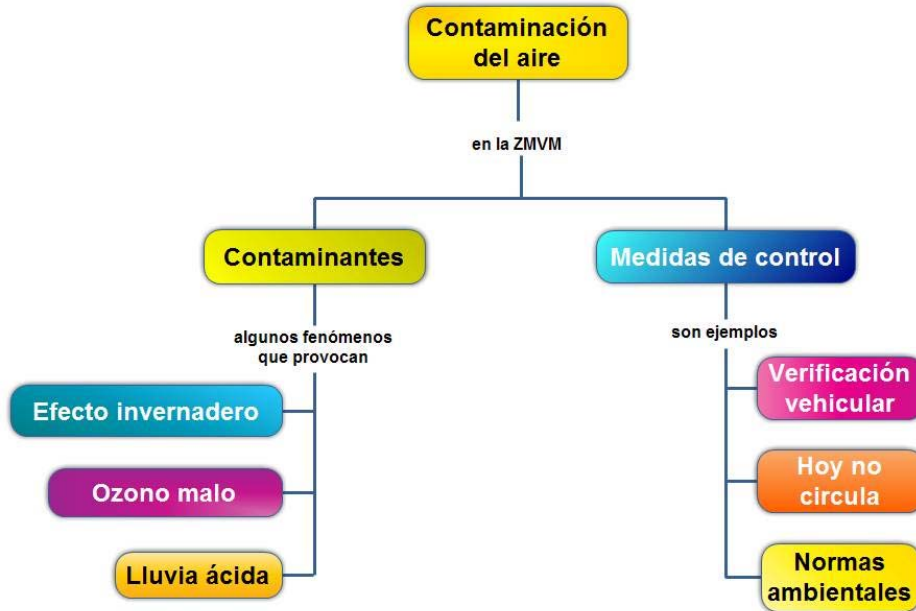 Contaminación
del aire
en la ZMVM
Contaminantes
algunos fenómenos
que provocan
Efecto invernadero
Ozono malo
Lluvia ácida
Medidas de control
son ejemplos
Verificación
vehicular
Hoy no
circula
Normas
ambientales